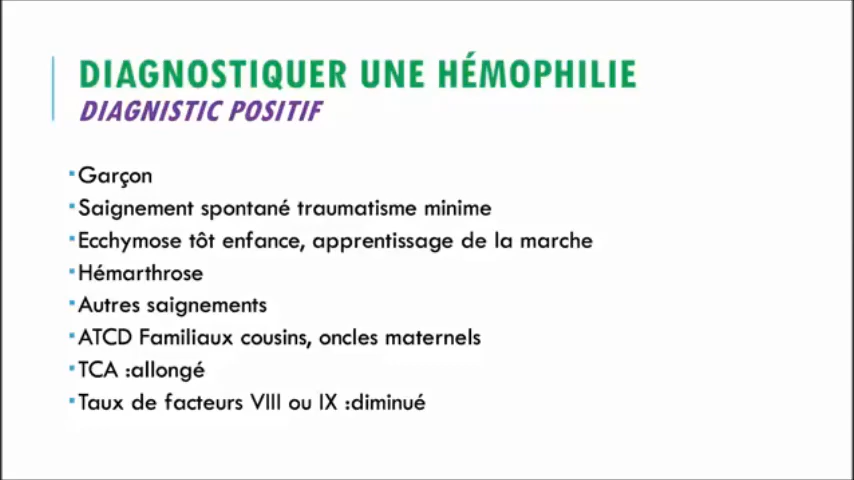 DIAGNOSTIQUER UNE HÉMOPHILIE
DIAGNISTIC POSITIF
▪Garçon
▪Saignement spontané traumatisme minime
▪Ecchymose tôt enfance, apprentissage de la marche
▪Hémarthrose
▪Autres saignements
▪ATCD Familiaux cousins, oncles maternels
▪TCA :allongé
▪Taux de facteurs VIII ou IX :diminué